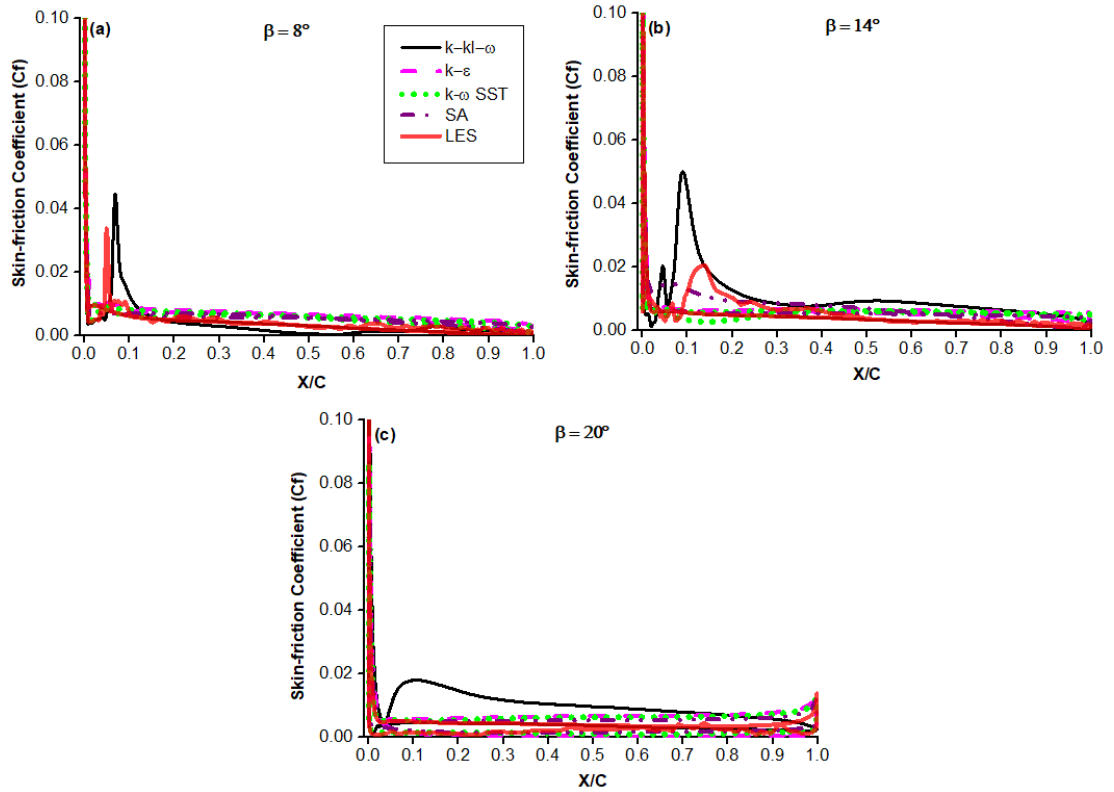 (a)
β = 8°
Skin-friction Coefficient (Cf)
0.10
0.08
0.06
0.04
0.02
0.00
0.0 0.1 0.2 0.3 0.4 0.5 0.6 0.7 0.8 0.9 1.0
X/C
k−kl−ω
k−ε
k-ω SST
SA
LES
(b)
β = 14°
Skin-friction Coefficient (Cf)
0.10
0.08
0.06
0.04
0.02
0.00
0.0 0.1 0.2 0.3 0.4 0.5 0.6 0.7 0.8 0.9 1.0
X/C
(c)
β = 20°
Skin-friction Coefficient (Cf)
0.10
0.08
0.06
0.04
0.02
0.00
0.0 0.1 0.2 0.3 0.4 0.5 0.6 0.7 0.8 0.9 1.0
X/C